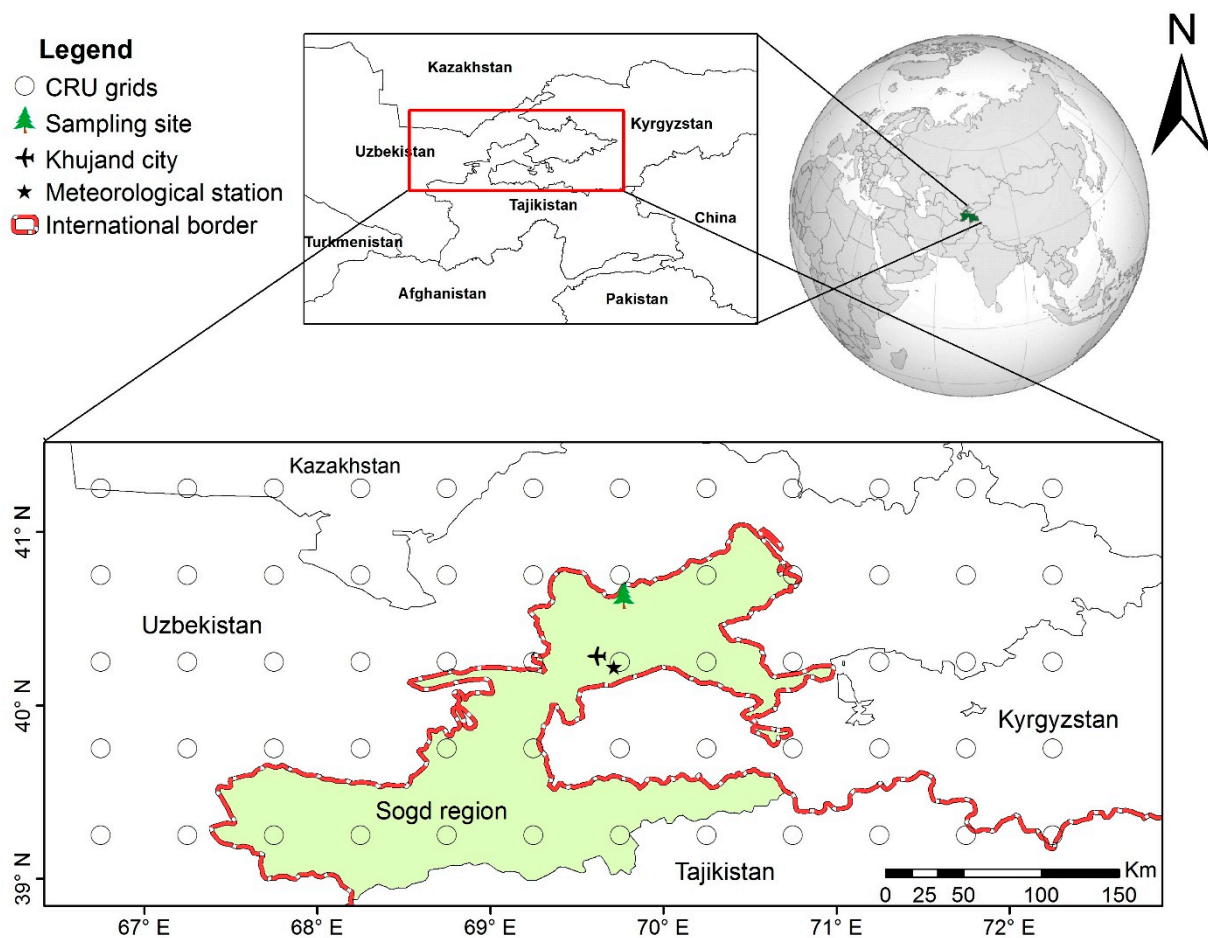 N
Legend
CRU grids
Sampling site
Khujand city
Meteorological station
International border
Kazakhstan
Kyrgyzstan
Uzbekistan
Tajikistan
China
Turkmenistan
Afghanistan
Pakistan
Kazakhstan
41° N
Uzbekistan
40° N
Kyrgyzstan
Sogd region
Tajikistan
Km
0 25 50 100 150
39° N
67° E 68° E 69° E 70° E 71° E 72° E